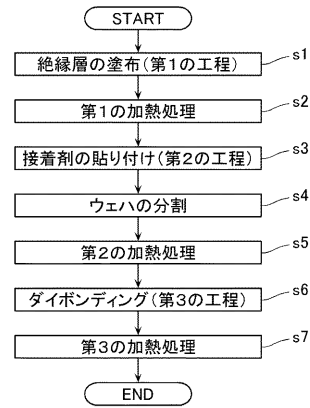 START
絶縁層の塗布(第1の工程)
s1
第1の加熱処理
s2
接着剤の貼り付け(第2の工程)
s3
ウェハの分割
s4
第2の加熱処理
s5
ダイボンディング(第3の工程)
s6
第3の加熱処理
s7
END